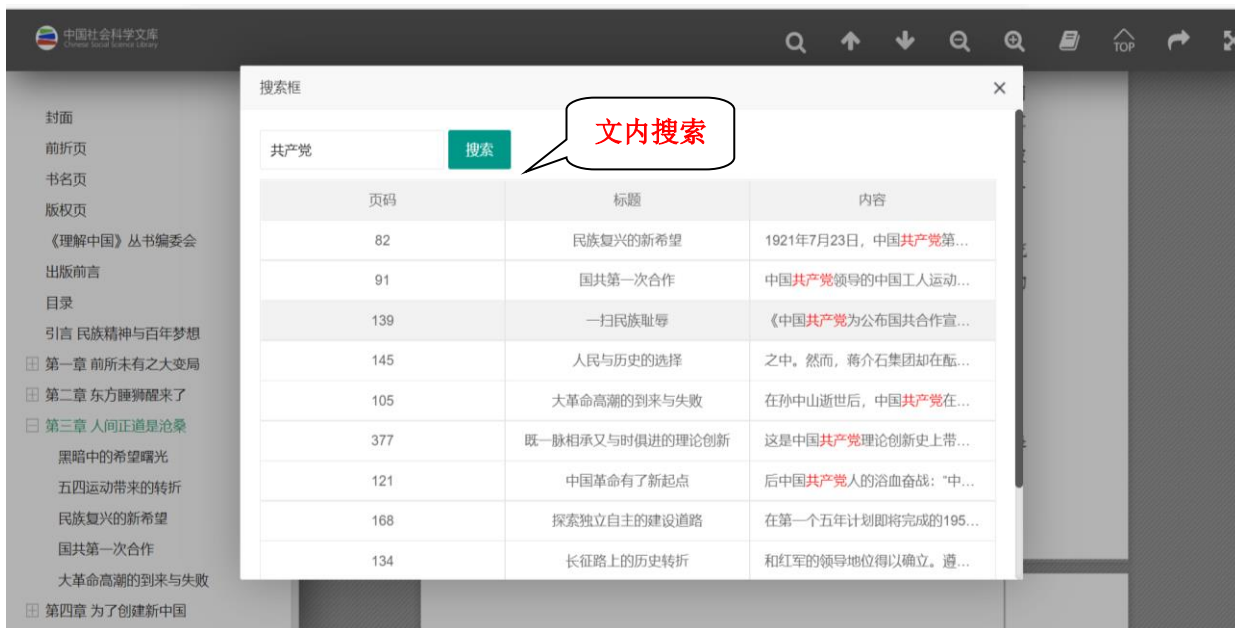 中国社会科学文库
Chinese Social Science Library
TOP
搜索框
×
共产党
搜索
文内搜索
页码 标题 内容
82 民族复兴的新希望 1921年7月23日，中国共产党第...
91 国共第一次合作 中国共产党领导的中国工人运动...
139 一扫民族耻辱 《中国共产党为公布国共合作宣...
145 人民与历史的选择 之中。然而，蒋介石集团却在酝...
105 大革命高潮的到来与失败 在孙中山逝世后，中国共产党在...
377 既一脉相承又与时俱进的理论创新 这是中国共产党理论创新史上带...
121 中国革命有了新起点 后中国共产党人的浴血奋战："中...
168 探索独立自主的建设道路 在第一个五年计划即将完成的195...
134 长征路上的历史转折 和红军的领导地位得以确立。遵...
封面
前折页
书名页
版权页
《理解中国》丛书编委会
出版前言
目录
引言 民族精神与百年梦想
第一章 前所未有之大变局
第二章 东方睡狮醒来了
第三章 人间正道是沧桑
黑暗中的希望曙光
五四运动带来的转折
民族复兴的新希望
国共第一次合作
大革命高潮的到来与失败
第四章 为了创建新中国